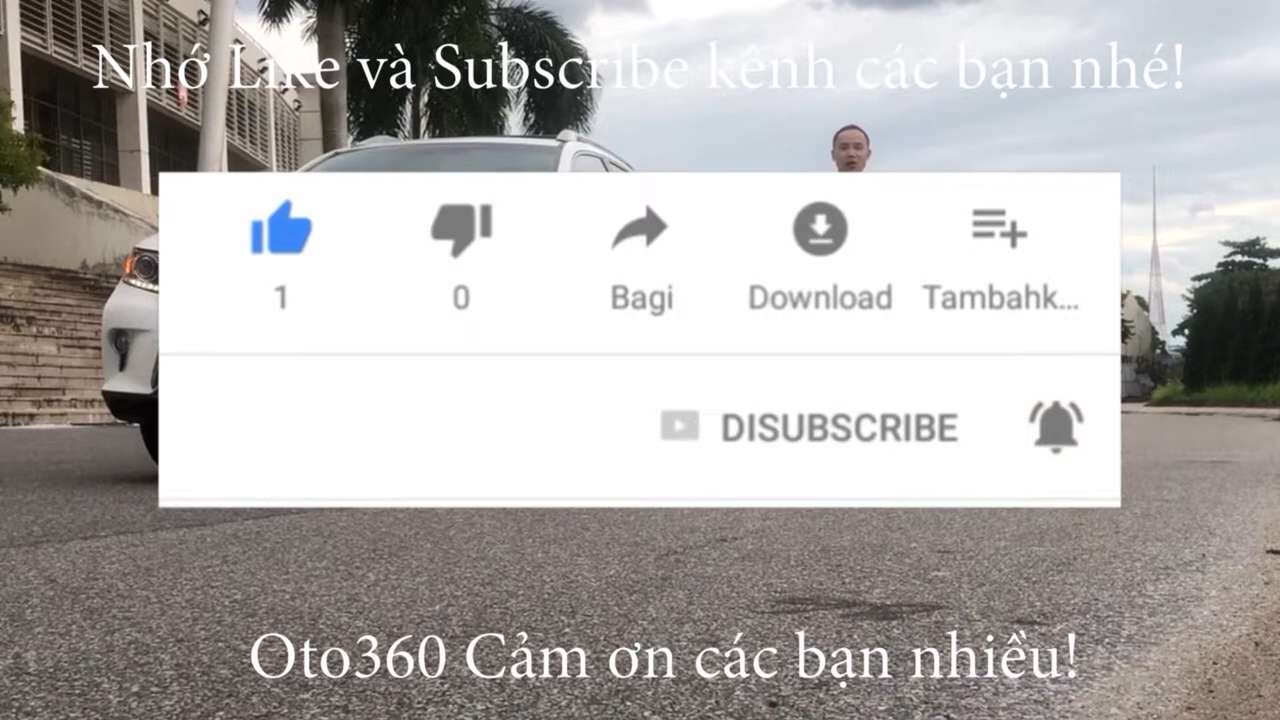 Nhớ Like và Subscribe kênh các bạn nhé!
1 0 Bagi Download Tambahk...
DISUBSCRIBE
Oto360 Cảm ơn các bạn nhiều!